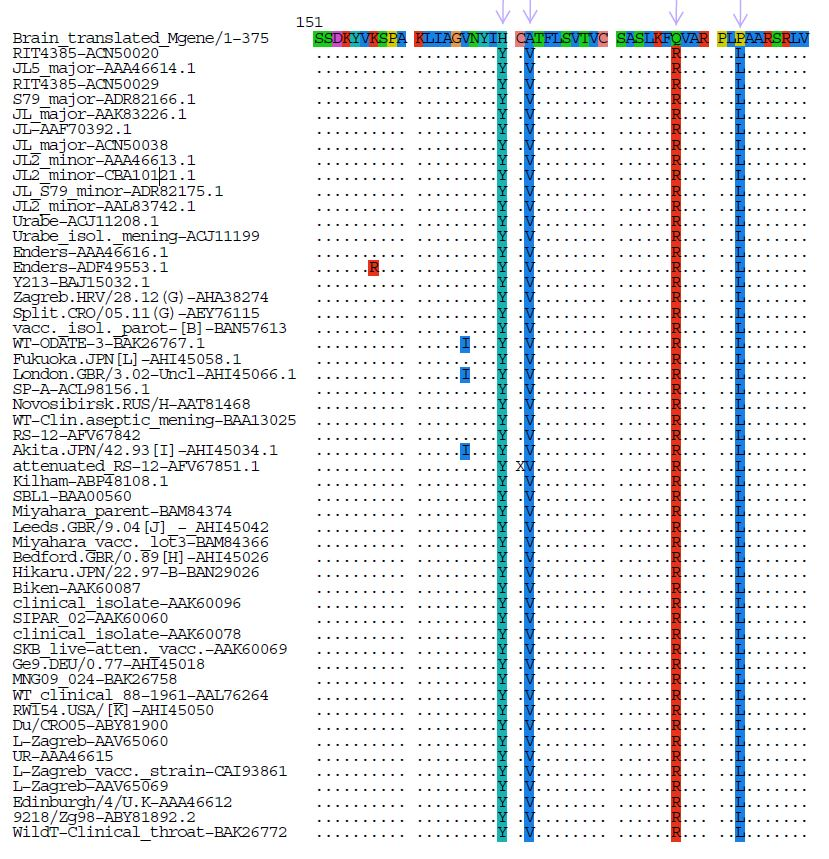 151
Brain_translated_Mgene/1-375 SSDKYVKSPA KLIAGVNYIH CATFLSVTVC SASLKFQVAR PLPAARSRLV
RIT4385-ACN50020 .......... .........Y .V........ ......R... ..L.......
JL5_major-AAA46614.1 .......... .........Y .V........ ......R... ..L.......
RIT4385-ACN50029 .......... .........Y .V........ ......R... ..L.......
S79_major-ADR82166.1 .......... .........Y .V........ ......R... ..L.......
JL_major-AAK83226.1 .......... .........Y .V........ ......R... ..L.......
JL-AAF70392.1 .......... .........Y .V........ ......R... ..L.......
JL_major-ACN50038 .......... .........Y .V........ ......R... ..L.......
JL2_minor-AAA46613.1 .......... .........Y .V........ ......R... ..L.......
JL2_minor-CBA10121.1 .......... .........Y .V........ ......R... ..L.......
JL_S79_minor-ADR82175.1 .......... .........Y .V........ ......R... ..L.......
JL2_minor-AAL83742.1 .......... .........Y .V........ ......R... ..L.......
Urabe-ACJ11208.1 .......... .........Y .V........ ......R... ..L.......
Urabe_isol._mening-ACJ11199 .......... .........Y .V........ ......R... ..L.......
Enders-AAA46616.1 .......... .........Y .V........ ......R... ..L.......
Enders-ADF49553.1 ......R... .........Y .V........ ......R... ..L.......
Y213-BAJ15032.1 .......... .........Y .V........ ......R... ..L.......
Zagreb.HRV/28.12(G)-AHA38274 .......... .........Y .V........ ......R... ..L.......
Split.CRO/05.11(G)-AEY76115 .......... .........Y .V........ ......R... ..L.......
vacc._isol._parot-[B]-BAN57613 .......... .........Y .V........ ......R... ..L.......
WT-ODATE-3-BAK26767.1 .......... .....I...Y .V........ ......R... ..L.......
Fukuoka.JPN[L]-AHI45058.1 .......... .........Y .V........ ......R... ..L.......
London.GBR/3.02-Uncl-AHI45066.1 .......... .....I...Y .V........ ......R... ..L.......
SP-A-ACL98156.1 .......... .........Y .V........ ......R... ..L.......
Novosibirsk.RUS/H-AAT81468 .......... .........Y .V........ ......R... ..L.......
WT-Clin.aseptic_mening-BAA13025 .......... .........Y .V........ ......R... ..L.......
RS-12-AFV67842 .......... .........Y .V........ ......R... ..L.......
Akita.JPN/42.93[I]-AHI45034.1 .......... .....I...Y .V........ ......R... ..L.......
attenuated_RS-12-AFV67851.1 .......... .........Y XV........ ......R... ..L.......
Kilham-ABP48108.1 .......... .........Y .V........ ......R... ..L.......
SBL1-BAA00560 .......... .........Y .V........ ......R... ..L.......
Miyahara_parent-BAM84374 .......... .........Y .V........ ......R... ..L.......
Leeds.GBR/9.04[J]_-_AHI45042 .......... .........Y .V........ ......R... ..L.......
Miyahara_vacc._lot3-BAM84366 .......... .........Y .V........ ......R... ..L.......
Bedford.GBR/0.89[H]-AHI45026 .......... .........Y .V........ ......R... ..L.......
Hikaru.JPN/22.97-B-BAN29026 .......... .........Y .V........ ......R... ..L.......
Biken-AAK60087 .......... .........Y .V........ ......R... ..L.......
clinical_isolate-AAK60096 .......... .........Y .V........ ......R... ..L.......
SIPAR_02-AAK60060 .......... .........Y .V........ ......R... ..L.......
clinical_isolate-AAK60078 .......... .........Y .V........ ......R... ..L.......
SKB_live-atten._vacc.-AAK60069 .......... .........Y .V........ ......R... ..L.......
Ge9.DEU/0.77-AHI45018 .......... .........Y .V........ ......R... ..L.......
MNG09_024-BAK26758 .......... .........Y .V........ ......R... ..L.......
WT_clinical_88-1961-AAL76264 .......... .........Y .V........ ......R... ..L.......
RW154.USA/[K]-AHI45050 .......... .........Y .V........ ......R... ..L.......
Du/CRO05-ABY81900 .......... .........Y .V........ ......R... ..L.......
L-Zagreb-AAV65060 .......... .........Y .V........ ......R... ..L.......
UR-AAA46615 .......... .........Y .V........ ......R... ..L.......
L-Zagreb_vacc._strain-CAI93861 .......... .........Y .V........ ......R... ..L.......
L-Zagreb-AAV65069 .......... .........Y .V........ ......R... ..L.......
Edinburgh/4/U.K-AAA46612 .......... .........Y .V........ ......R... ..L.......
9218/Zg98-ABY81892.2 .......... .........Y .V........ ......R... ..L.......
WildT-Clinical_throat-BAK26772 .......... .........Y .V........ ......R... ..L.......